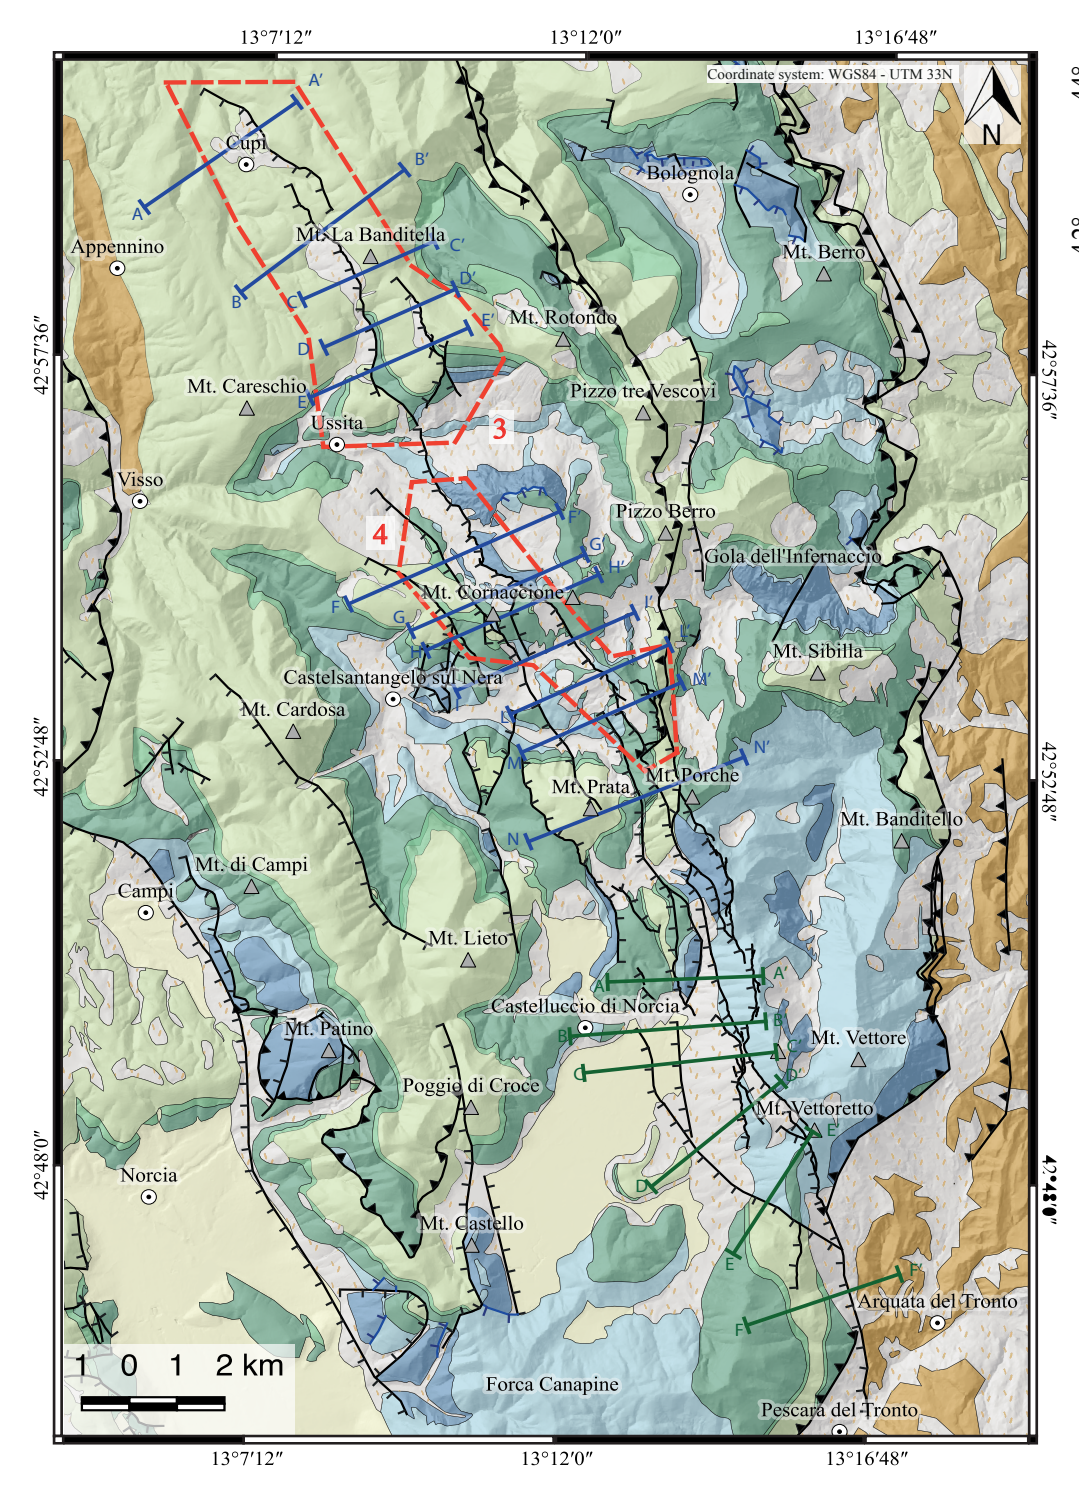 13°7′12″ 13°12′0″ 13°16′48″
Coordinate system: WGS84 - UTM 33N
N
A'
Cupi
B'
Bolognola
A
Mt. La Banditella
C'
Appennino
Mt. Berro
D'
B
C
E'
Mt. Rotondo
42°57′36″
D
42°57′36″
Mt. Careschio
Pizzo tre Vescovi
E
Ussita
3
Visso
Pizzo Berro
F'
4
G'
Gola dell'Infernaccio
H'
Mt. Cornaccione
F
I'
G
L'
H
Mt. Sibilla
Castelsantangelo sul Nera
M'
I
Mt. Cardosa
L
N'
42°52′48″
M
42°52′48″
Mt. Porche
Mt. Prata
Mt. Banditello
N
Mt. di Campi
Campi
Mt. Lieto
A'
A
Castelluccio di Norcia
B'
Mt. Patino
B
Mt. Vettore
C'
C
D'
Poggio di Croce
Mt. Vettoretto
E'
42°48′0″
42°48′0″
Norcia
D
Mt. Castello
E
F'
Arquata del Tronto
F
1 0 1 2 km
Forca Canapine
Pescara del Tronto
13°7′12″ 13°12′0″ 13°16′48″